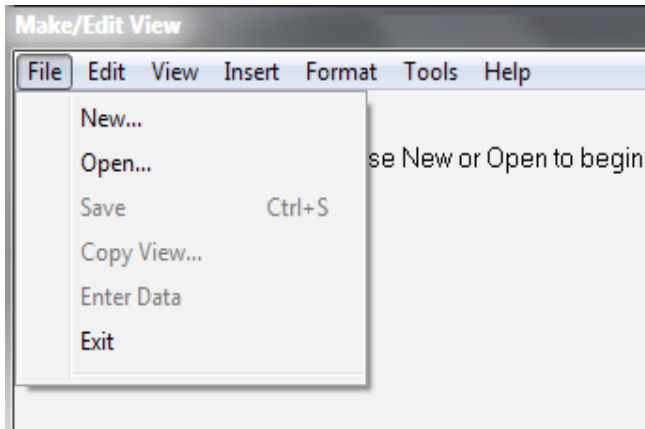 Make/Edit View
File Edit View Insert Format Tools Help
New...
se New or Open to begin
Open...
Save Ctrl+S
Copy View...
Enter Data
Exit